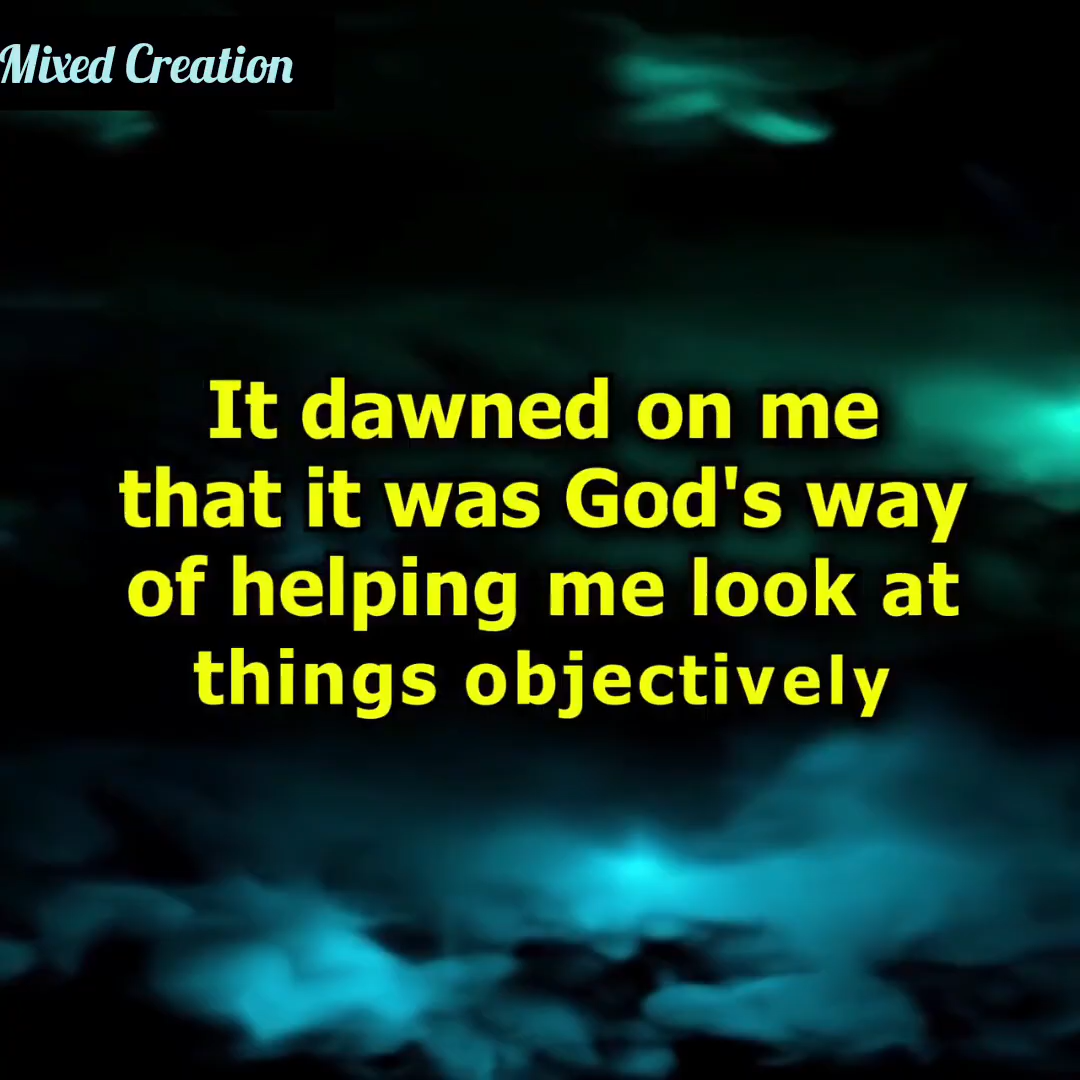 Mixed Creation
It dawned on me
that it was God's way
of helping me look at
things objectively